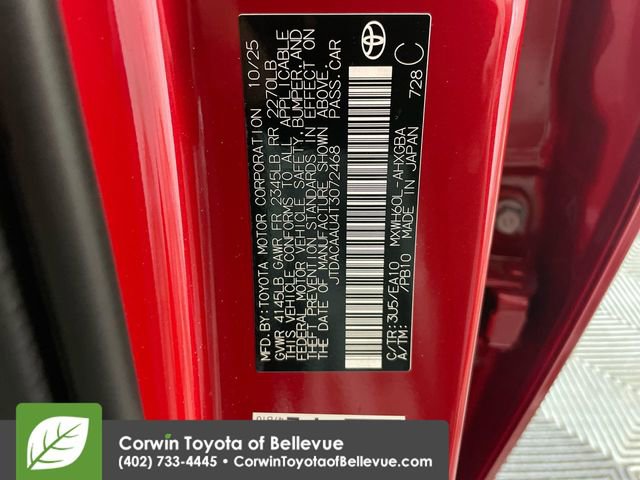 MFD.BY:TOYOTA MOTOR CORPORATION 10/25
GVWR 4145LB GAWR FR 2345LB RR 2270LB
THIS VEHICLE CONFORMS TO ALL APPLICABLE
FEDERAL MOTOR VEHICLE SAFETY,BUMPER,AND
THEFT PREVENTION STANDARDS IN EFFECT ON
THE DATE OF MANUFACTURE SHOWN ABOVE.
JTDACAAU4T3072468 PASS.CAR
C/TR:3U5/EA10 MXWH60L-AHXGBA
A/TM: /PB10 MADE IN JAPAN
728 C
Corwin Toyota of Bellevue
(402) 733-4445 • CorwinToyotaofBellevue.com